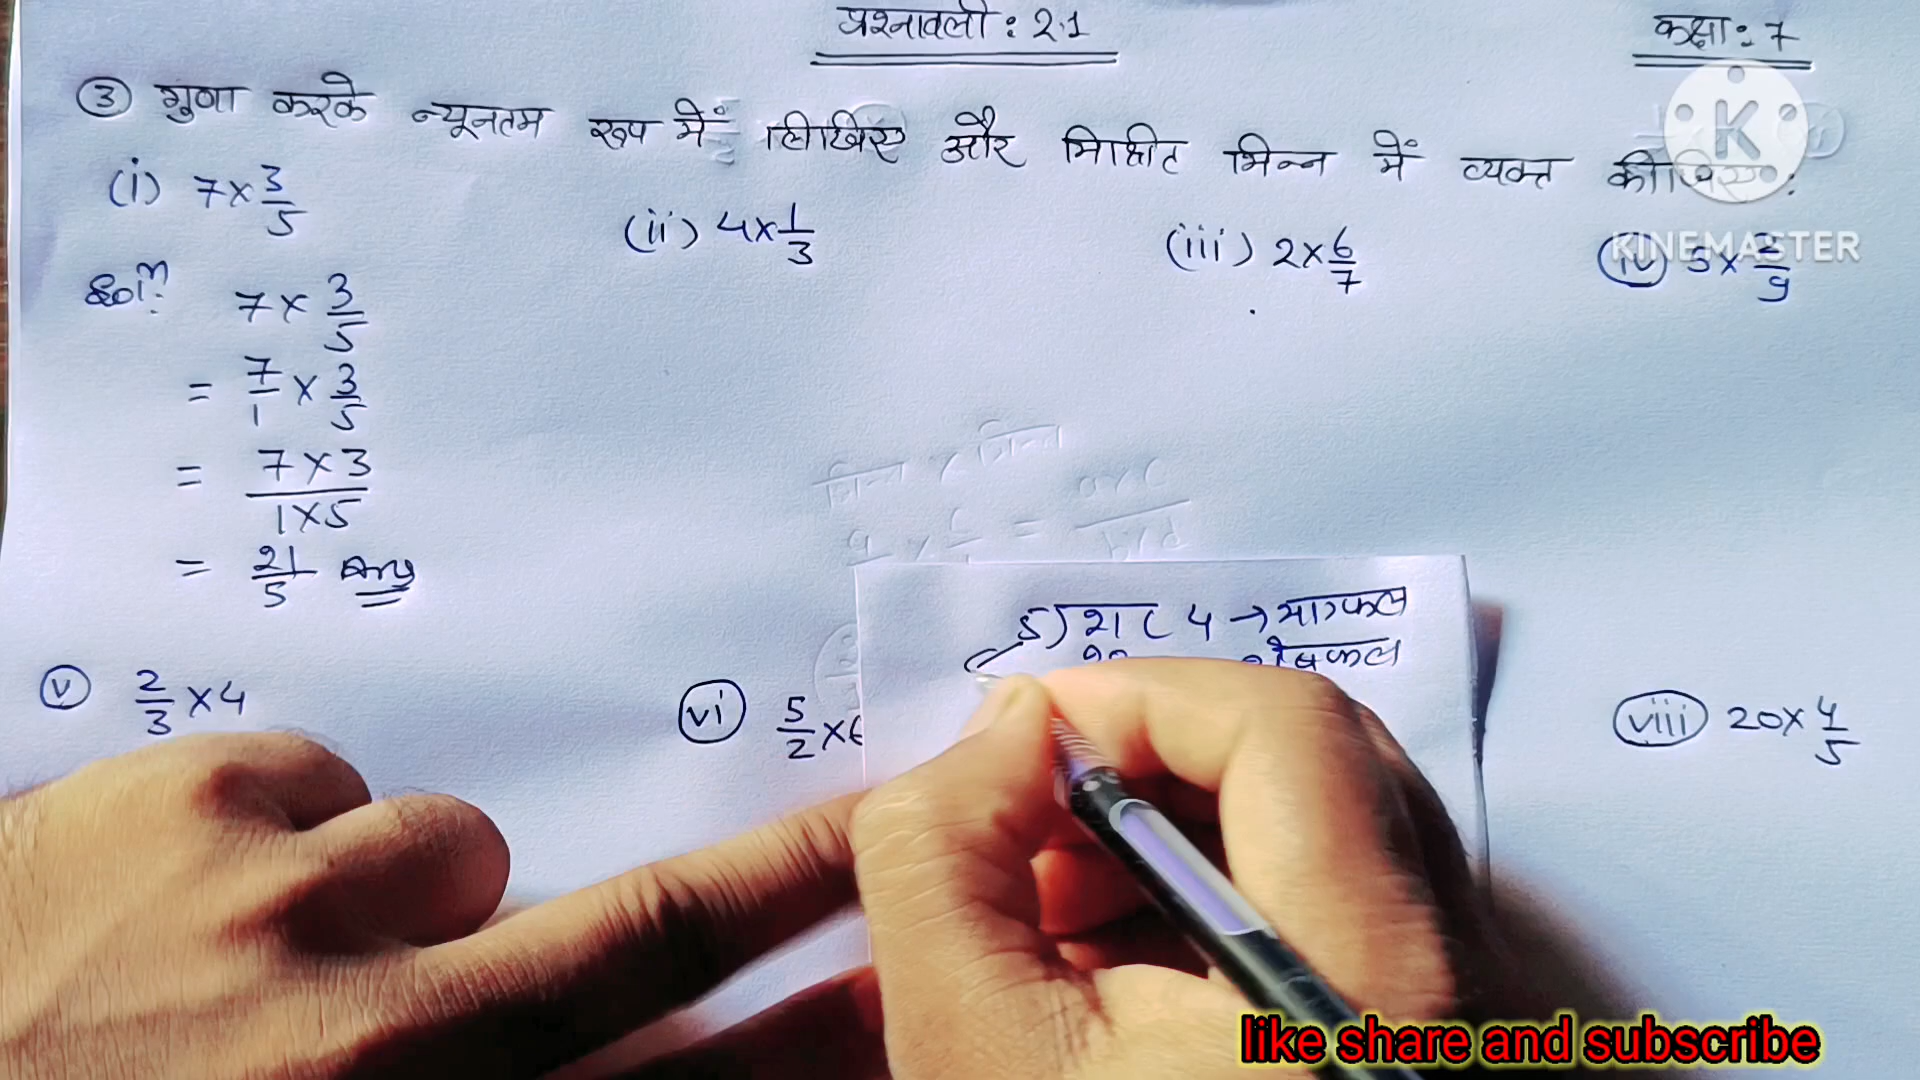 प्रश्नावली : 2.1
कक्षा : 7
③ गुणा करके न्यूनतम रूप में लिखिए और मिश्रित भिन्न में व्यक्त कीजिए :
(i) 7 × 3/5
(ii) 4 × 1/3
(iii) 2 × 6/7
(iv) 5 × 2/9
Solⁿ. 7 × 3/5
= 7/1 × 3/5
= 7 × 3 / 1 × 5
= 21/5 Ans
भिन्न × भिन्न
a × c = a×c
b×d
5) 21 ( 4 → भागफल
शेषफल
(v) 2/3 × 4
(vi) 5/2 × 6
(viii) 20 × 4/5
K
KINEMASTER
like share and subscribe